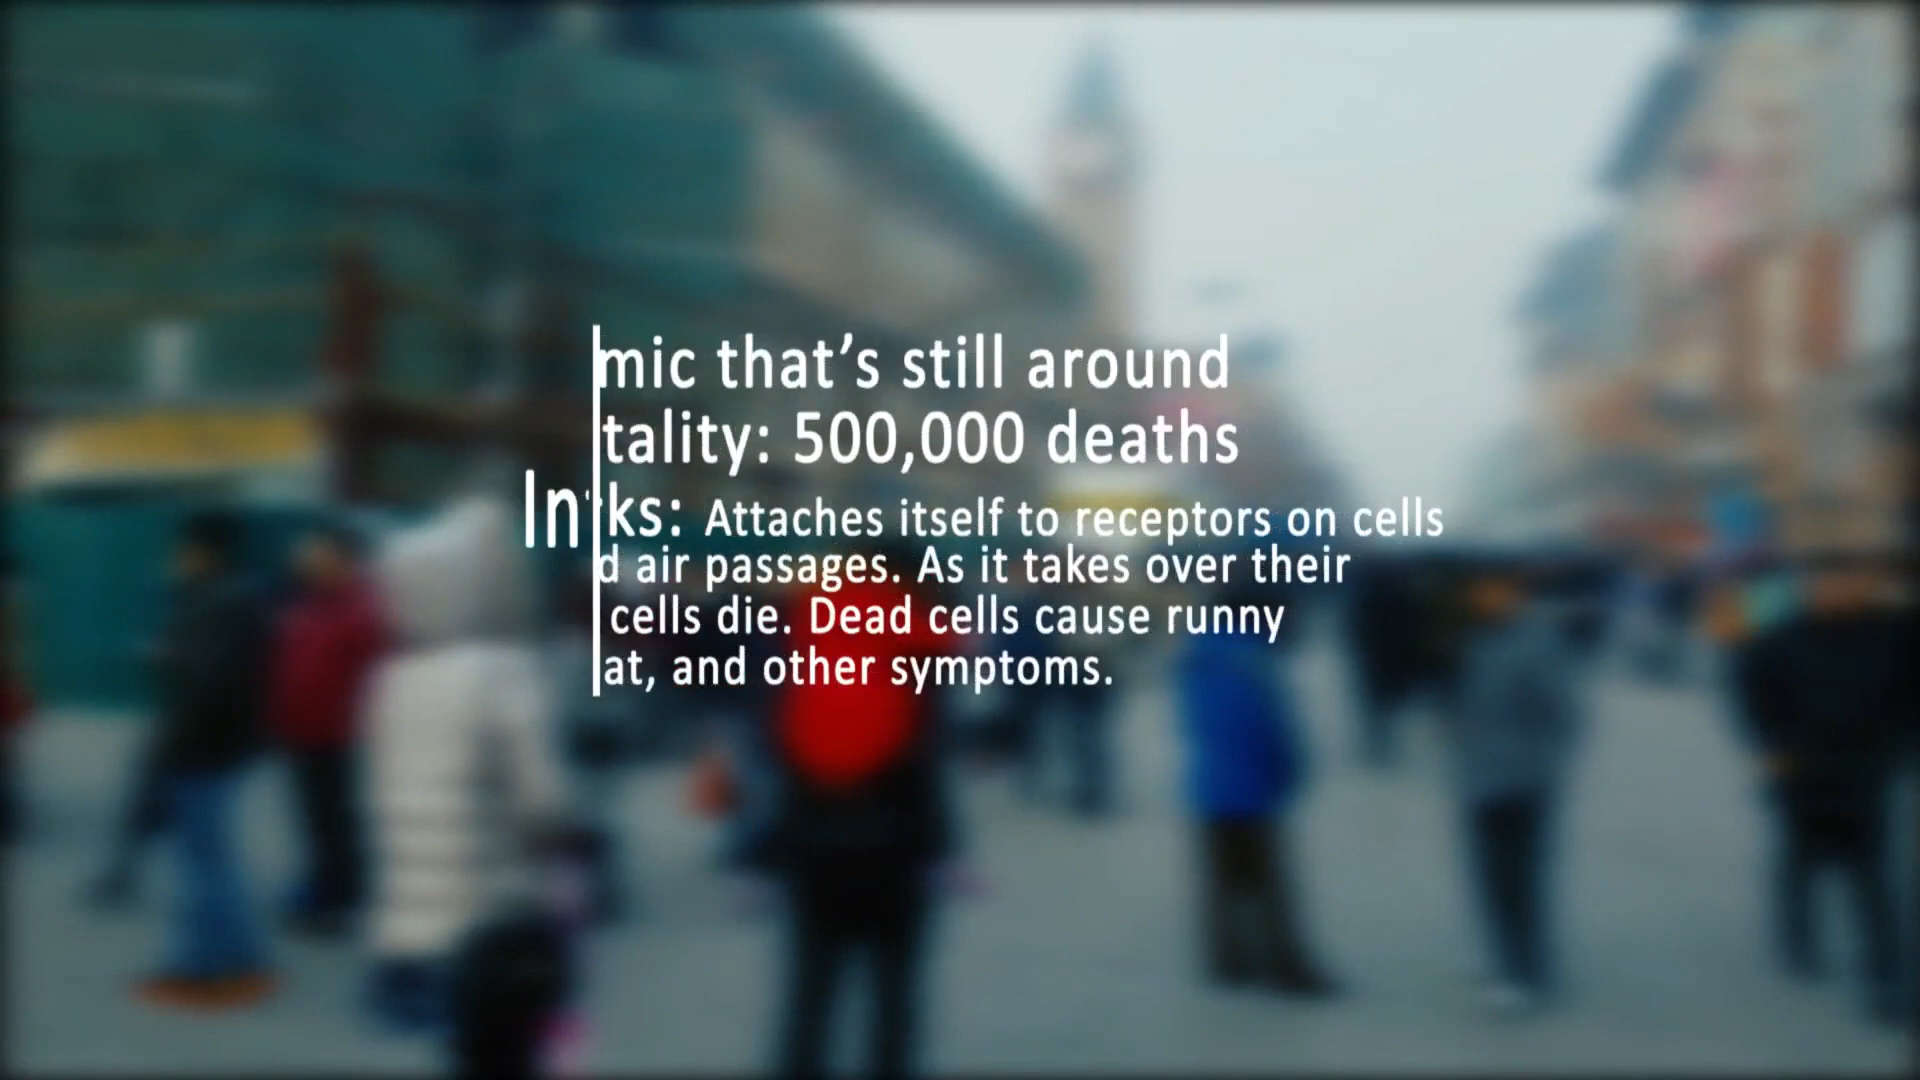 mic that's still around
tality: 500,000 deaths
In
ks: Attaches itself to receptors on cells
d air passages. As it takes over their
cells die. Dead cells cause runny
at, and other symptoms.